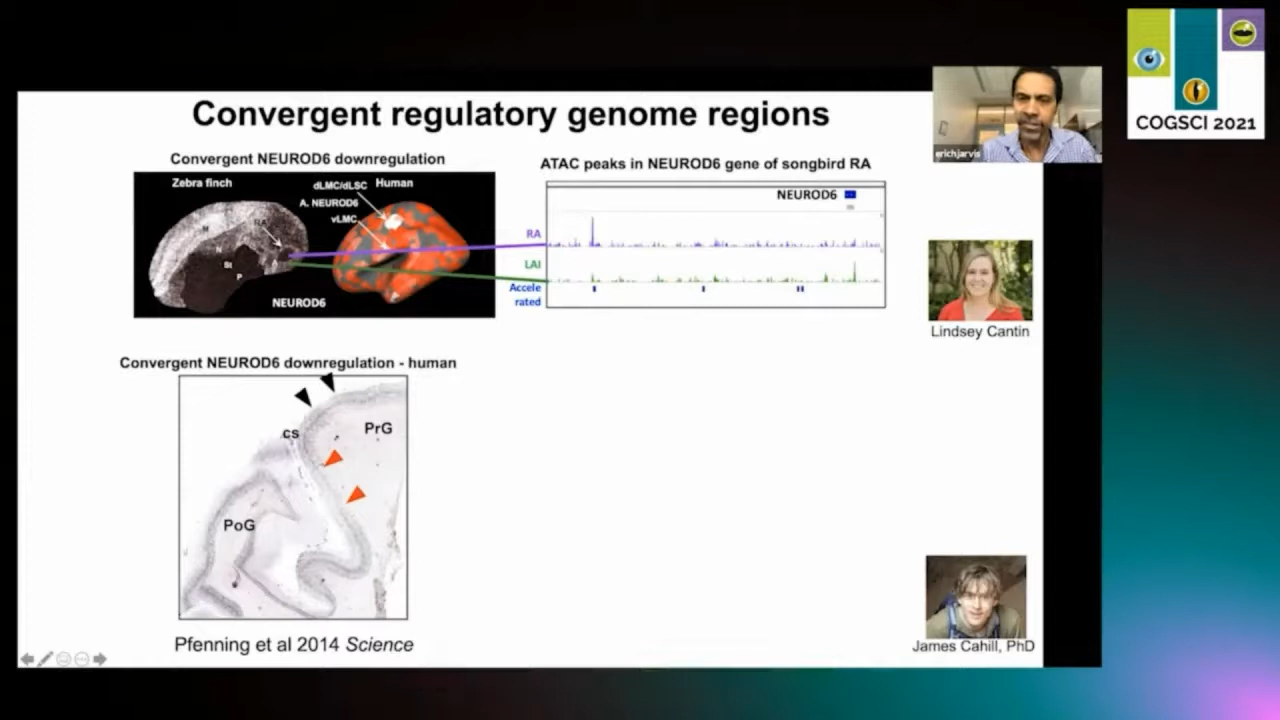 Convergent regulatory genome regions
Convergent NEUROD6 downregulation
Zebra finch
dLMC/dLSC
Human
A. NEUROD6
vLMC
RA
M
N
St
P
A
NEUROD6
ATAC peaks in NEUROD6 gene of songbird RA
NEUROD6
RA
LAI
Accele
rated
Convergent NEUROD6 downregulation - human
cs
PrG
PoG
Pfenning et al 2014 Science
erichjarvis
Lindsey Cantin
James Cahill, PhD
COGSCI 2021